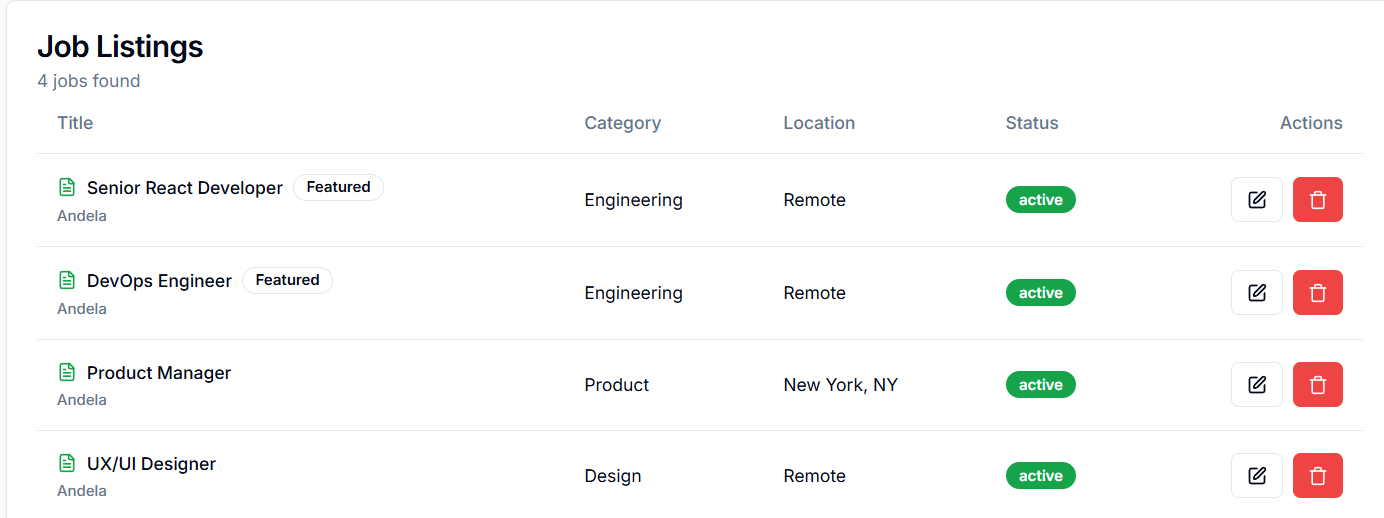 Job Listings
4 jobs found
Title Category Location Status Actions
Senior React Developer Featured
Andela
Engineering Remote active
DevOps Engineer Featured
Andela
Engineering Remote active
Product Manager
Andela
Product New York, NY active
UX/UI Designer
Andela
Design Remote active